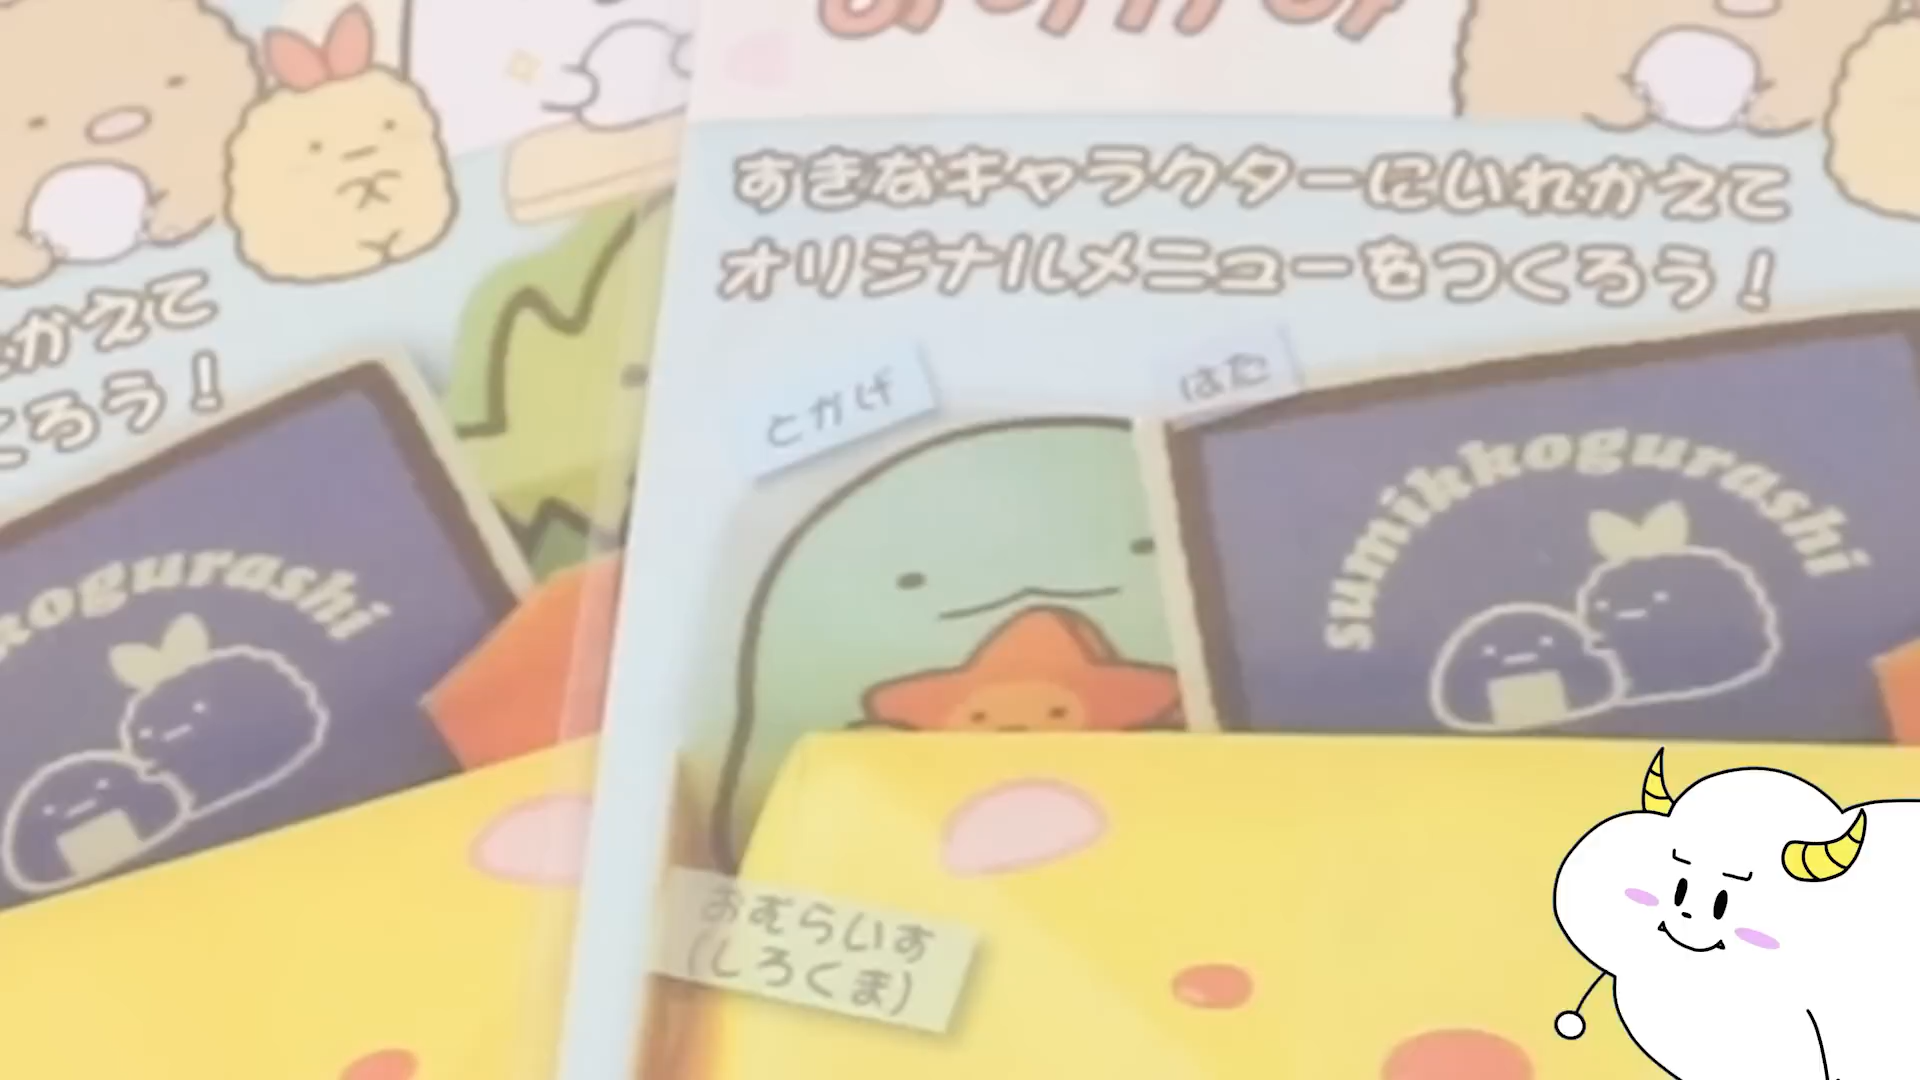 すきなキャラクターにいれかえて
オリジナルメニューをつくろう！
かえて
くろう！
とかげ
はた
sumikkogurashi
kogurashi
おむらいす
(しろくま)